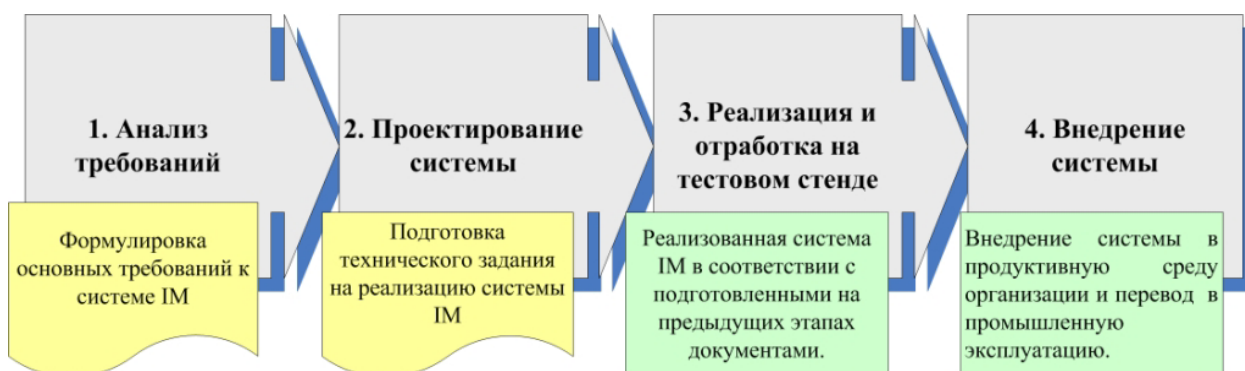 1. Анализ
требований
2. Проектирование
системы
3. Реализация и
отработка на
тестовом стенде
4. Внедрение
системы
Формулировка
основных требований к
системе IM
Подготовка
технического задания
на реализацию системы
IM
Реализованная система
IM в соответствии с
подготовленными на
предыдущих этапах
документами.
Внедрение системы в
продуктивную среду
организации и перевод в
промышленную
эксплуатацию.